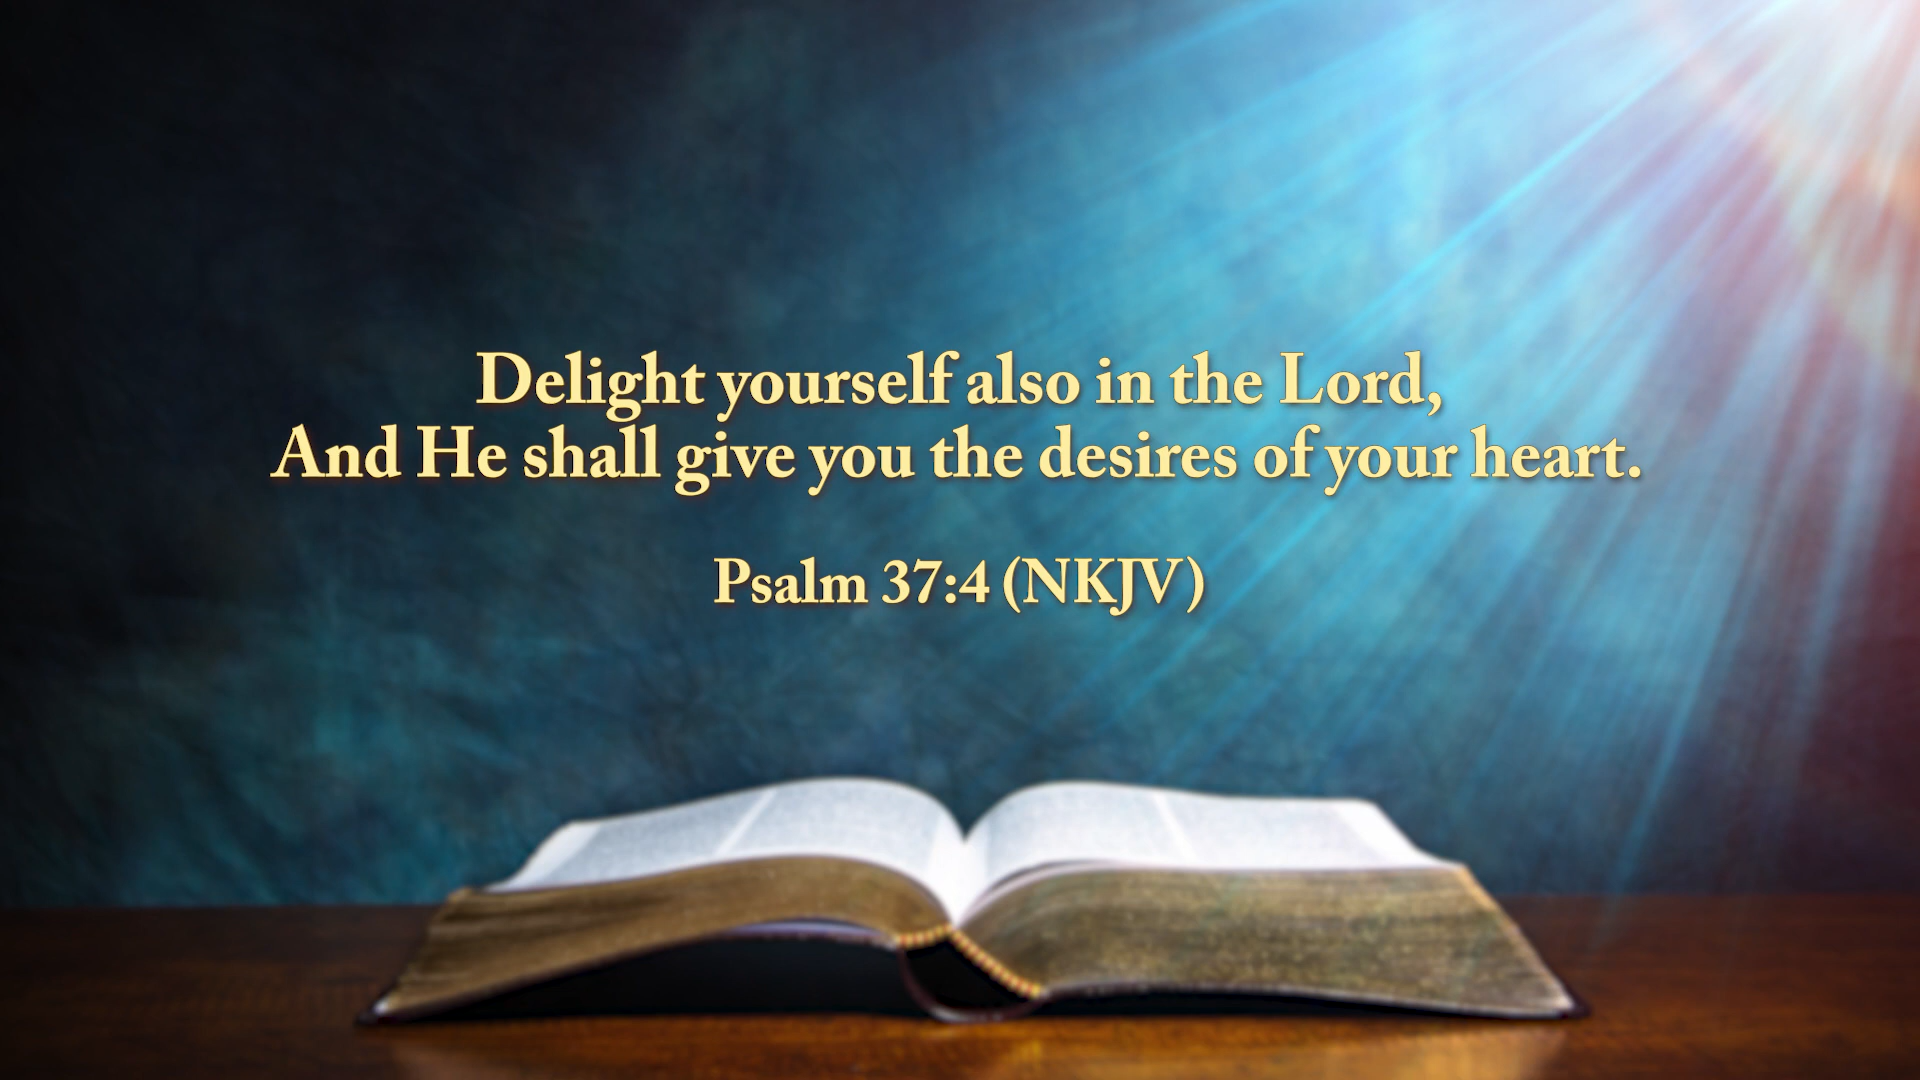 Delight yourself also in the Lord,
And He shall give you the desires of your heart.
Psalm 37:4 (NKJV)